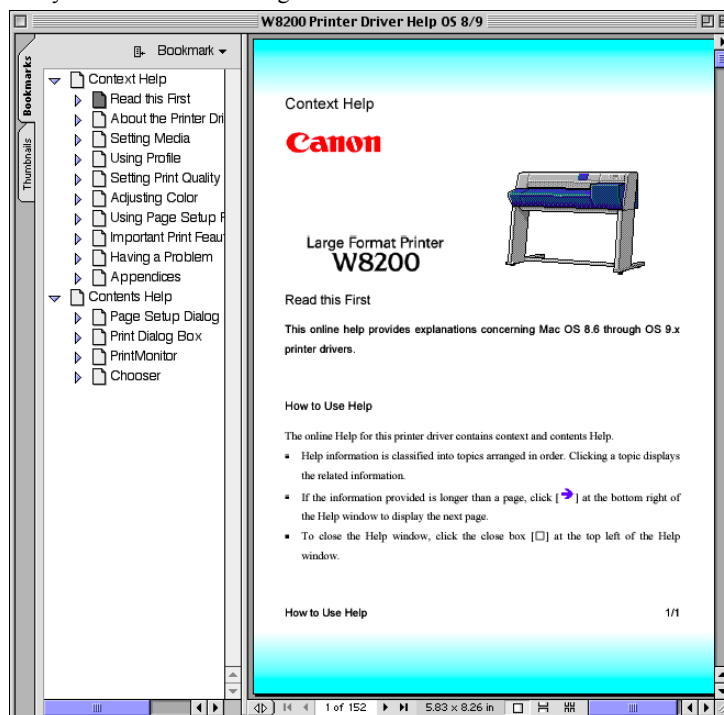 W8200 Printer Driver Help OS 8/9
Bookmarks
Thumbnails
Bookmark
Context Help
Read this First
About the Printer Dri
Setting Media
Using Profile
Setting Print Quality
Adjusting Color
Using Page Setup F
Important Print Feau
Having a Problem
Appendices
Contents Help
Page Setup Dialog
Print Dialog Box
PrintMonitor
Chooser
Context Help
Canon
Large Format Printer
W8200
Read this First
This online help provides explanations concerning Mac OS 8.6 through OS 9.x
printer drivers.
How to Use Help
The online Help for this printer driver contains context and contents Help.
▪ Help information is classified into topics arranged in order. Clicking a topic displays
the related information.
▪ If the information provided is longer than a page, click [➔] at the bottom right of
the Help window to display the next page.
▪ To close the Help window, click the close box [☐] at the top left of the Help
window.
How to Use Help 1/1
1 of 152 5.83 x 8.26 in